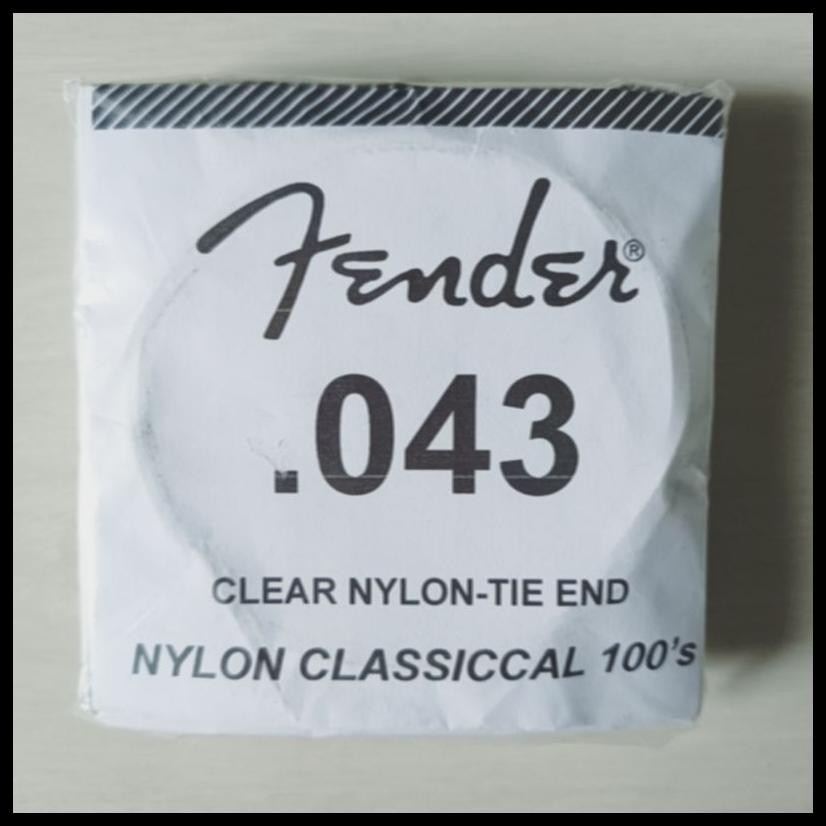 Fender®
.043
CLEAR NYLON-TIE END
NYLON CLASSICCAL 100's